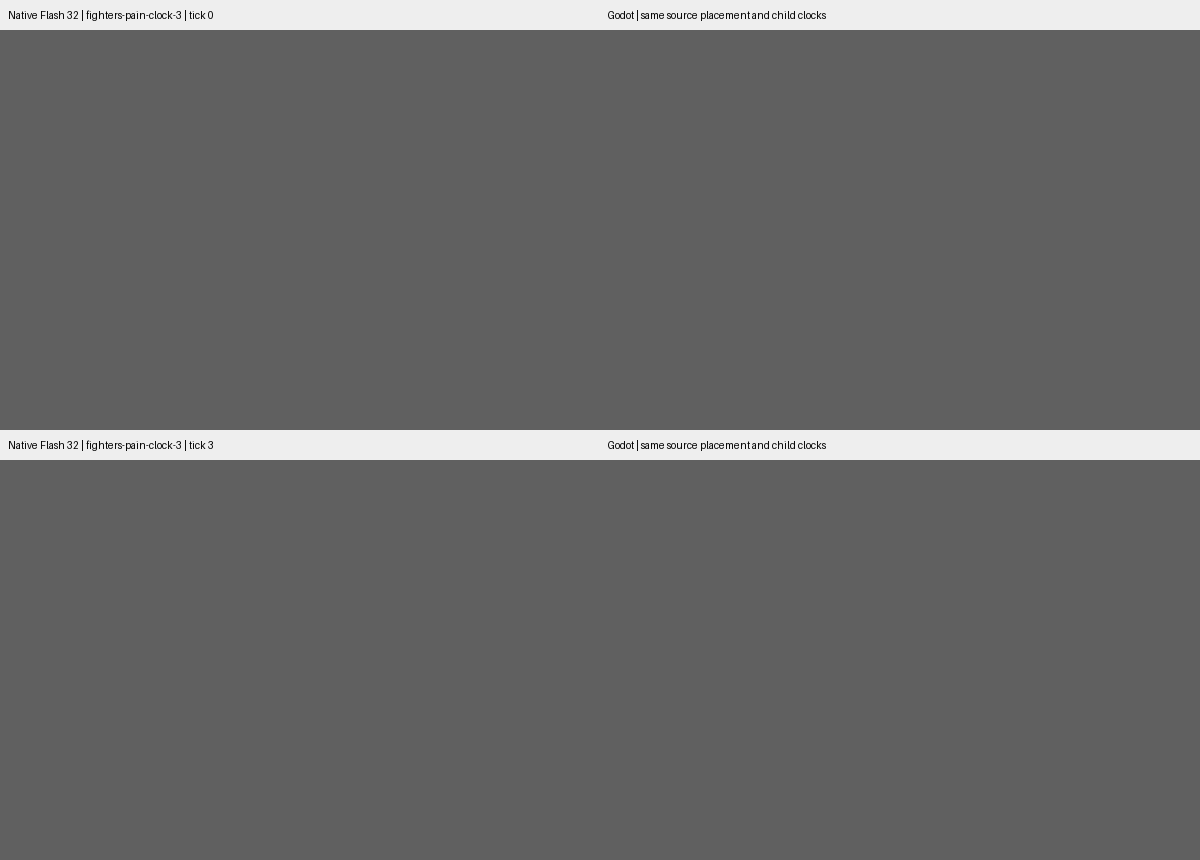 Native Flash 32 | fighters-pain-clock-3 | tick 0
Godot | same source placement and child clocks
Native Flash 32 | fighters-pain-clock-3 | tick 3
Godot | same source placement and child clocks